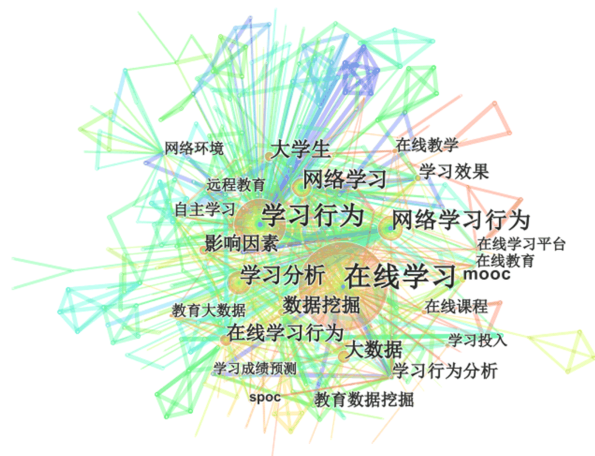 大学生
在线教学
网络环境
网络学习
学习效果
远程教育
自主学习
学习行为
网络学习行为
影响因素
在线学习平台
在线教育
学习分析
在线学习
mooc
数据挖掘
教育大数据
在线课程
在线学习行为
学习投入
大数据
学习成绩预测
学习行为分析
spoc
教育数据挖掘